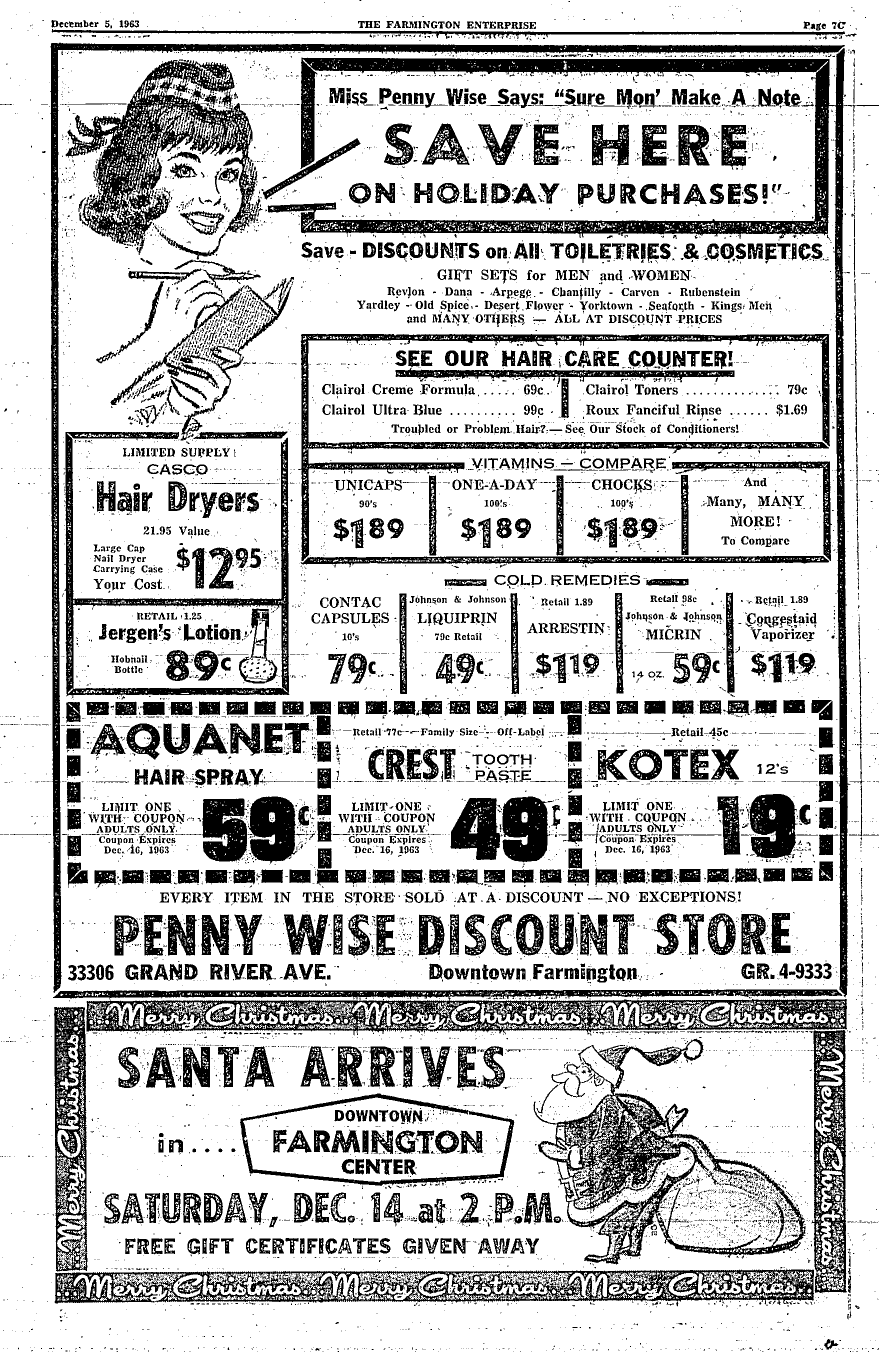 December 5, 1963 THE FARMINGTON ENTERPRISE Page 7C
Miss Penny Wise Says: "Sure Mon' Make A Note
SAVE HERE
ON HOLIDAY PURCHASES!"
Save - DISCOUNTS on All TOILETRIES & COSMETICS
GIFT SETS for MEN and WOMEN
Revlon - Dana - Arpege - Chantilly - Carven - Rubenstein
Yardley - Old Spice - Desert Flower - Yorktown - Seaforth - Kings Men
and MANY OTHERS — ALL AT DISCOUNT PRICES
SEE OUR HAIR CARE COUNTER!
Clairol Creme Formula ..... 69c
Clairol Ultra Blue .......... 99c
Clairol Toners .............. 79c
Roux Fanciful Rinse ...... $1.69
Troubled or Problem Hair? — See Our Stock of Conditioners!
LIMITED SUPPLY!
CASCO
Hair Dryers
21.95 Value
Large Cap
Nail Dryer
Carrying Case
Your Cost
$12.95
RETAIL 1.25
Jergen's Lotion
Hobnail
Bottle
89c
VITAMINS — COMPARE
UNICAPS
90's
$1.89
ONE-A-DAY
100's
$1.89
CHOCKS
100's
$1.89
And
Many, MANY
MORE!
To Compare
COLD REMEDIES
CONTAC
CAPSULES
10's
79c
Johnson & Johnson
LIQUIPRIN
79c Retail
49c
Retail 1.89
ARRESTIN
$1.19
Retail 98c
Johnson & Johnson
MICRIN
14 OZ. 59c
Retail 1.89
Congestaid
Vaporizer
$1.19
AQUANET
HAIR SPRAY
LIMIT ONE
WITH COUPON
ADULTS ONLY
Coupon Expires
Dec. 16, 1963
59c
Retail 77c — Family Size - Off-Label
CREST TOOTH
PASTE
LIMIT ONE
WITH COUPON
ADULTS ONLY
Coupon Expires
Dec. 16, 1963
49c
Retail 45c
KOTEX 12's
LIMIT ONE
WITH COUPON
ADULTS ONLY
Coupon Expires
Dec. 16, 1963
19c
EVERY ITEM IN THE STORE SOLD AT A DISCOUNT — NO EXCEPTIONS!
PENNY WISE DISCOUNT STORE
33306 GRAND RIVER AVE. Downtown Farmington GR. 4-9333
Merry Christmas... Merry Christmas... Merry Christmas...
Merry Christmas...
SANTA ARRIVES
in....
DOWNTOWN
FARMINGTON
CENTER
SATURDAY, DEC. 14 at 2 P.M.
FREE GIFT CERTIFICATES GIVEN AWAY
Merry Christmas...
Merry Christmas... Merry Christmas... Merry Christmas...